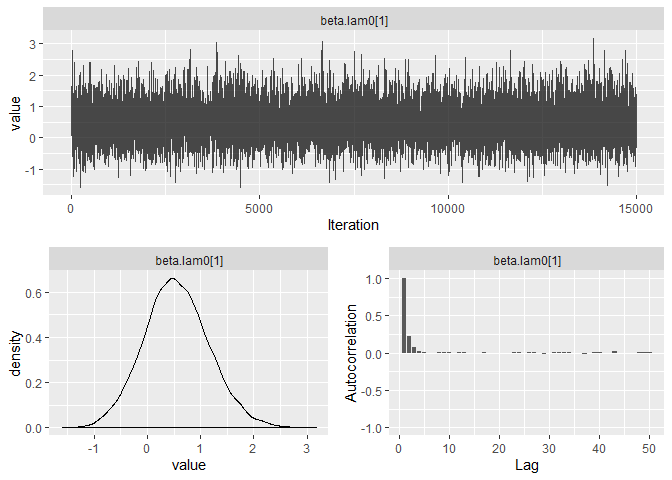 beta.lam0[1]
3
2
1
0
-1
value
0 5000 10000 15000
Iteration
beta.lam0[1]
0.6
0.4
0.2
0.0
density
-1 0 1 2 3
value
beta.lam0[1]
1.0
0.5
0.0
-0.5
-1.0
Autocorrelation
0 10 20 30 40 50
Lag